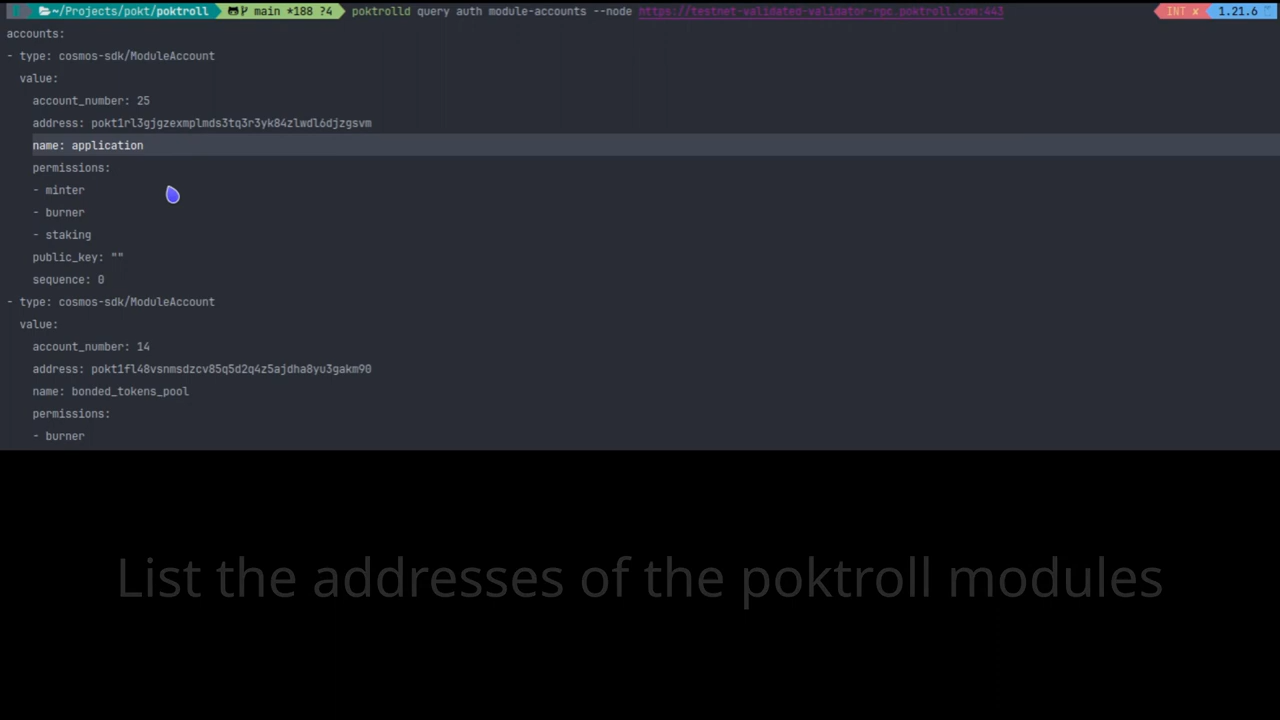 ~/Projects/pokt/poktroll main *188 ?4 poktrolld query auth module-accounts --node https://testnet-validated-validator-rpc.poktroll.com:443 INT x 1.21.6
accounts:
- type: cosmos-sdk/ModuleAccount
value:
account_number: 25
address: pokt1rl3gjgzexmplmds3tq3r3yk84zlwdl6djzgsvm
name: application
permissions:
- minter
- burner
- staking
public_key: ""
sequence: 0
- type: cosmos-sdk/ModuleAccount
value:
account_number: 14
address: pokt1fl48vsnmsdzcv85q5d2q4z5ajdha8yu3gakm90
name: bonded_tokens_pool
permissions:
- burner
List the addresses of the poktroll modules